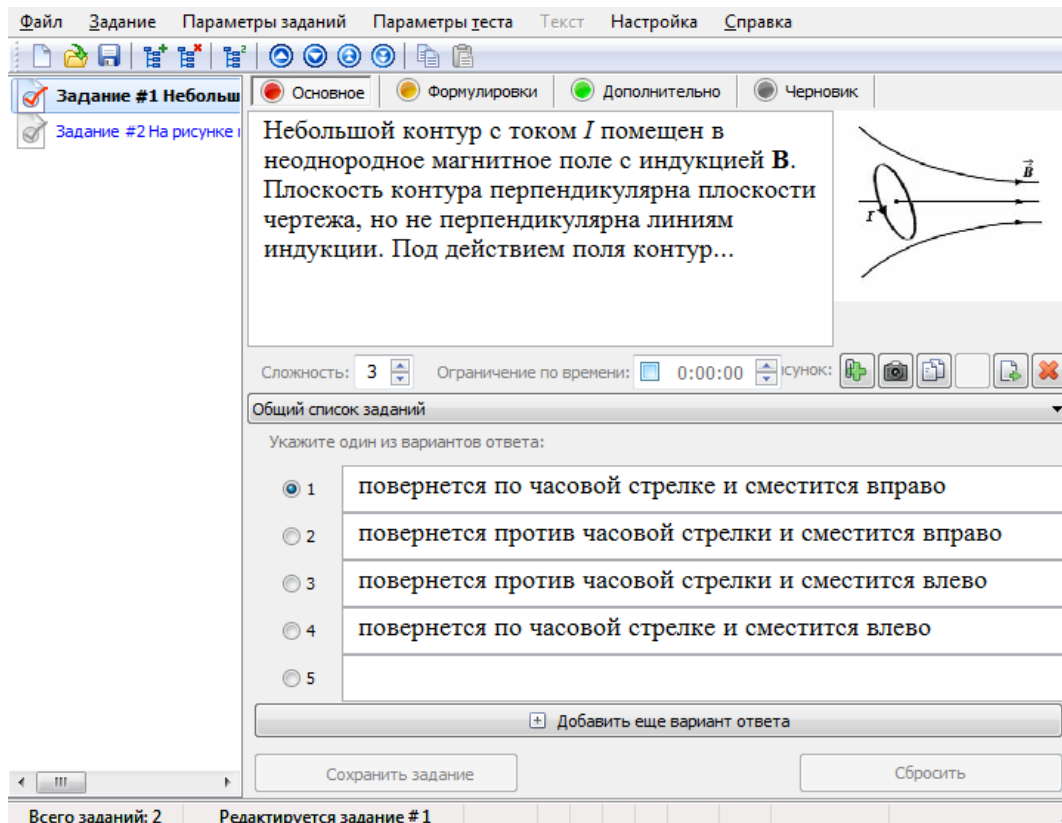 Файл Задание Параметры заданий Параметры теста Текст Настройка Справка
Задание #1 Небольш
Задание #2 На рисунке
Основное Формулировки Дополнительно Черновик
Небольшой контур с током I помещен в
неоднородное магнитное поле с индукцией B.
Плоскость контура перпендикулярна плоскости
чертежа, но не перпендикулярна линиям
индукции. Под действием поля контур...
B
I
Сложность: 3 Ограничение по времени: 0:00:00 исунок:
Общий список заданий
Укажите один из вариантов ответа:
1 повернется по часовой стрелке и сместится вправо
2 повернется против часовой стрелки и сместится вправо
3 повернется против часовой стрелки и сместится влево
4 повернется по часовой стрелке и сместится влево
5
Добавить еще вариант ответа
Сохранить задание Сбросить
Всего заданий: 2 Редактируется задание #1